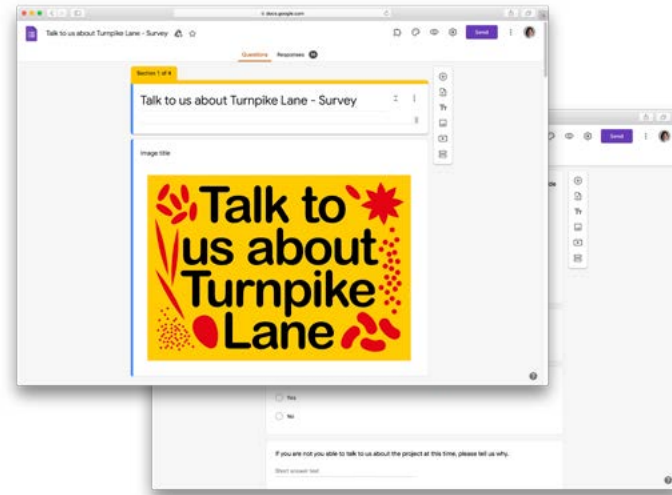 docs.google.com
Talk to us about Turnpike Lane - Survey
Send
Questions Responses
Section 1 of 4
Talk to us about Turnpike Lane - Survey
Image title
Talk to
us about
Turnpike
Lane
Send
Yes
No
If you are not you able to talk to us about the project at this time, please tell us why.
Short answer text